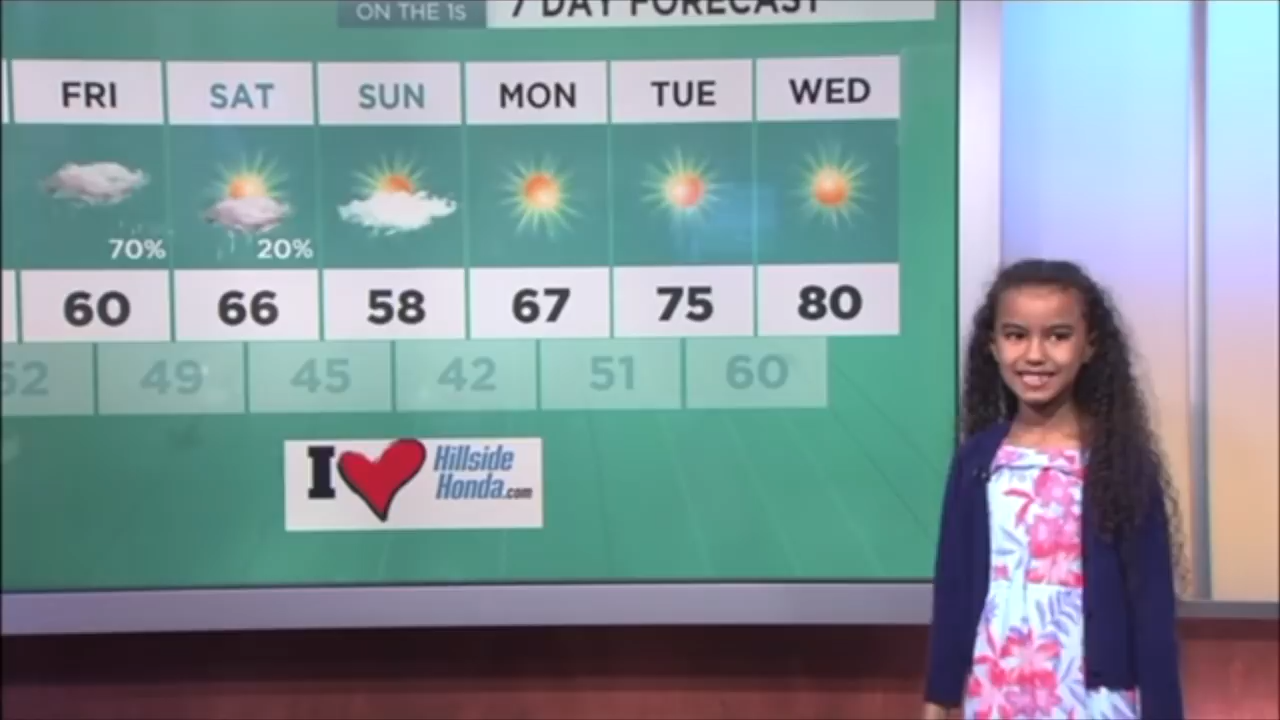 ON THE 1s
7 DAY FORECAST
FRI SAT SUN MON TUE WED
70% 20%
60 66 58 67 75 80
52 49 45 42 51 60
I Hillside
Honda.com